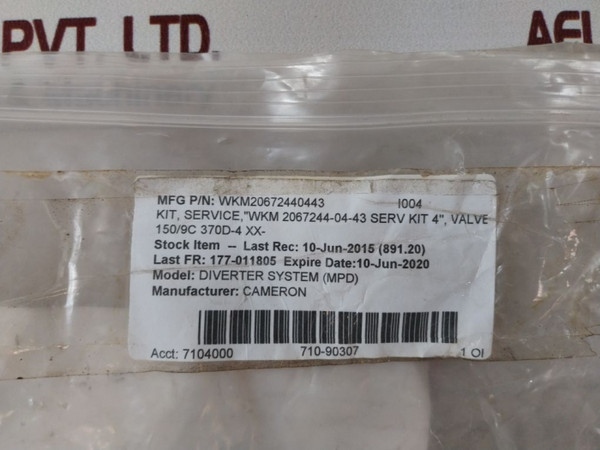 PVT. LTD.
MFG P/N: WKM20672440443 I004
KIT, SERVICE,"WKM 2067244-04-43 SERV KIT 4", VALVE
150/9C 370D-4 XX-
Stock Item -- Last Rec: 10-Jun-2015 (891.20)
Last FR: 177-011805 Expire Date:10-Jun-2020
Model: DIVERTER SYSTEM (MPD)
Manufacturer: CAMERON
Acct: 7104000 710-90307 1 OI